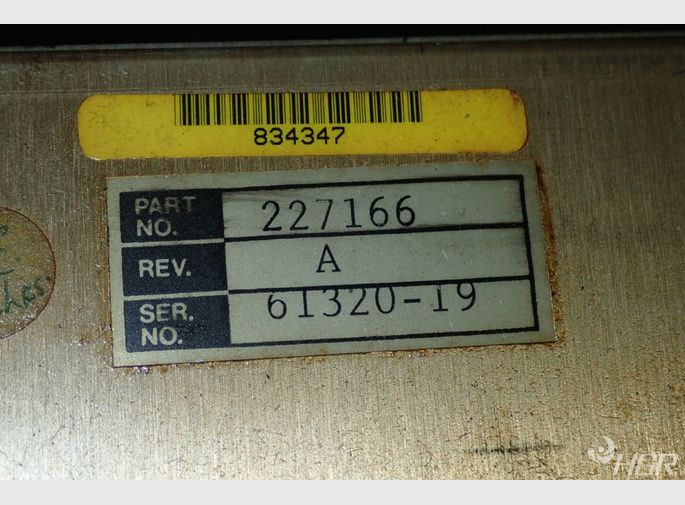 834347
PART NO. 227166
REV. A
SER. NO. 61320-19
HGR